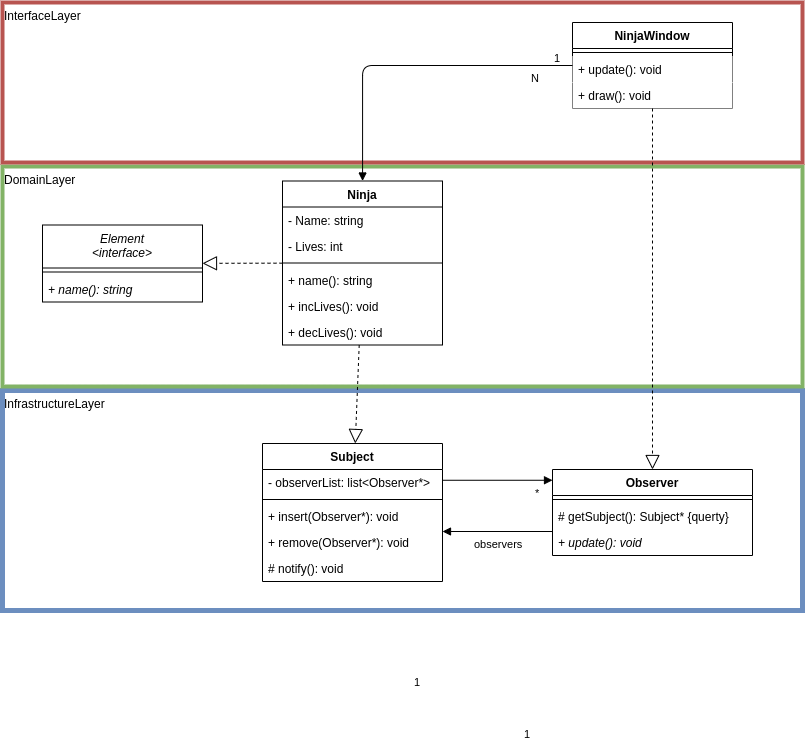 InterfaceLayer
NinjaWindow
+ update(): void
+ draw(): void
1
N
DomainLayer
Ninja
- Name: string
- Lives: int
+ name(): string
+ incLives(): void
+ decLives(): void
Element
<interface>
+ name(): string
InfrastructureLayer
Subject
- observerList: list<Observer*>
+ insert(Observer*): void
+ remove(Observer*): void
# notify(): void
*
observers
Observer
# getSubject(): Subject* {querty}
+ update(): void
1
1